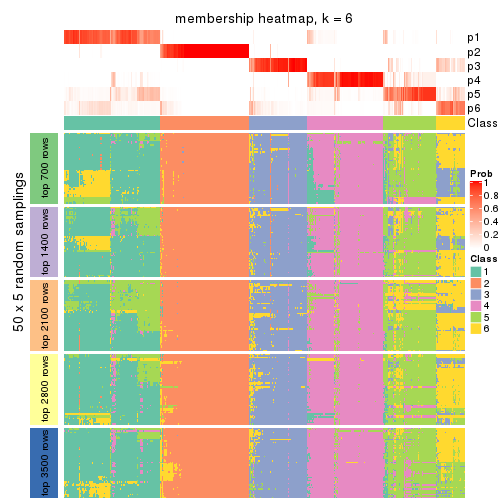 membership heatmap, k = 6
p1
p2
p3
p4
p5
p6
Class
50 x 5 random samplings
top 700 rows
top 1400 rows
top 2100 rows
top 2800 rows
top 3500 rows
Prob
1
0.8
0.6
0.4
0.2
0
Class
1
2
3
4
5
6